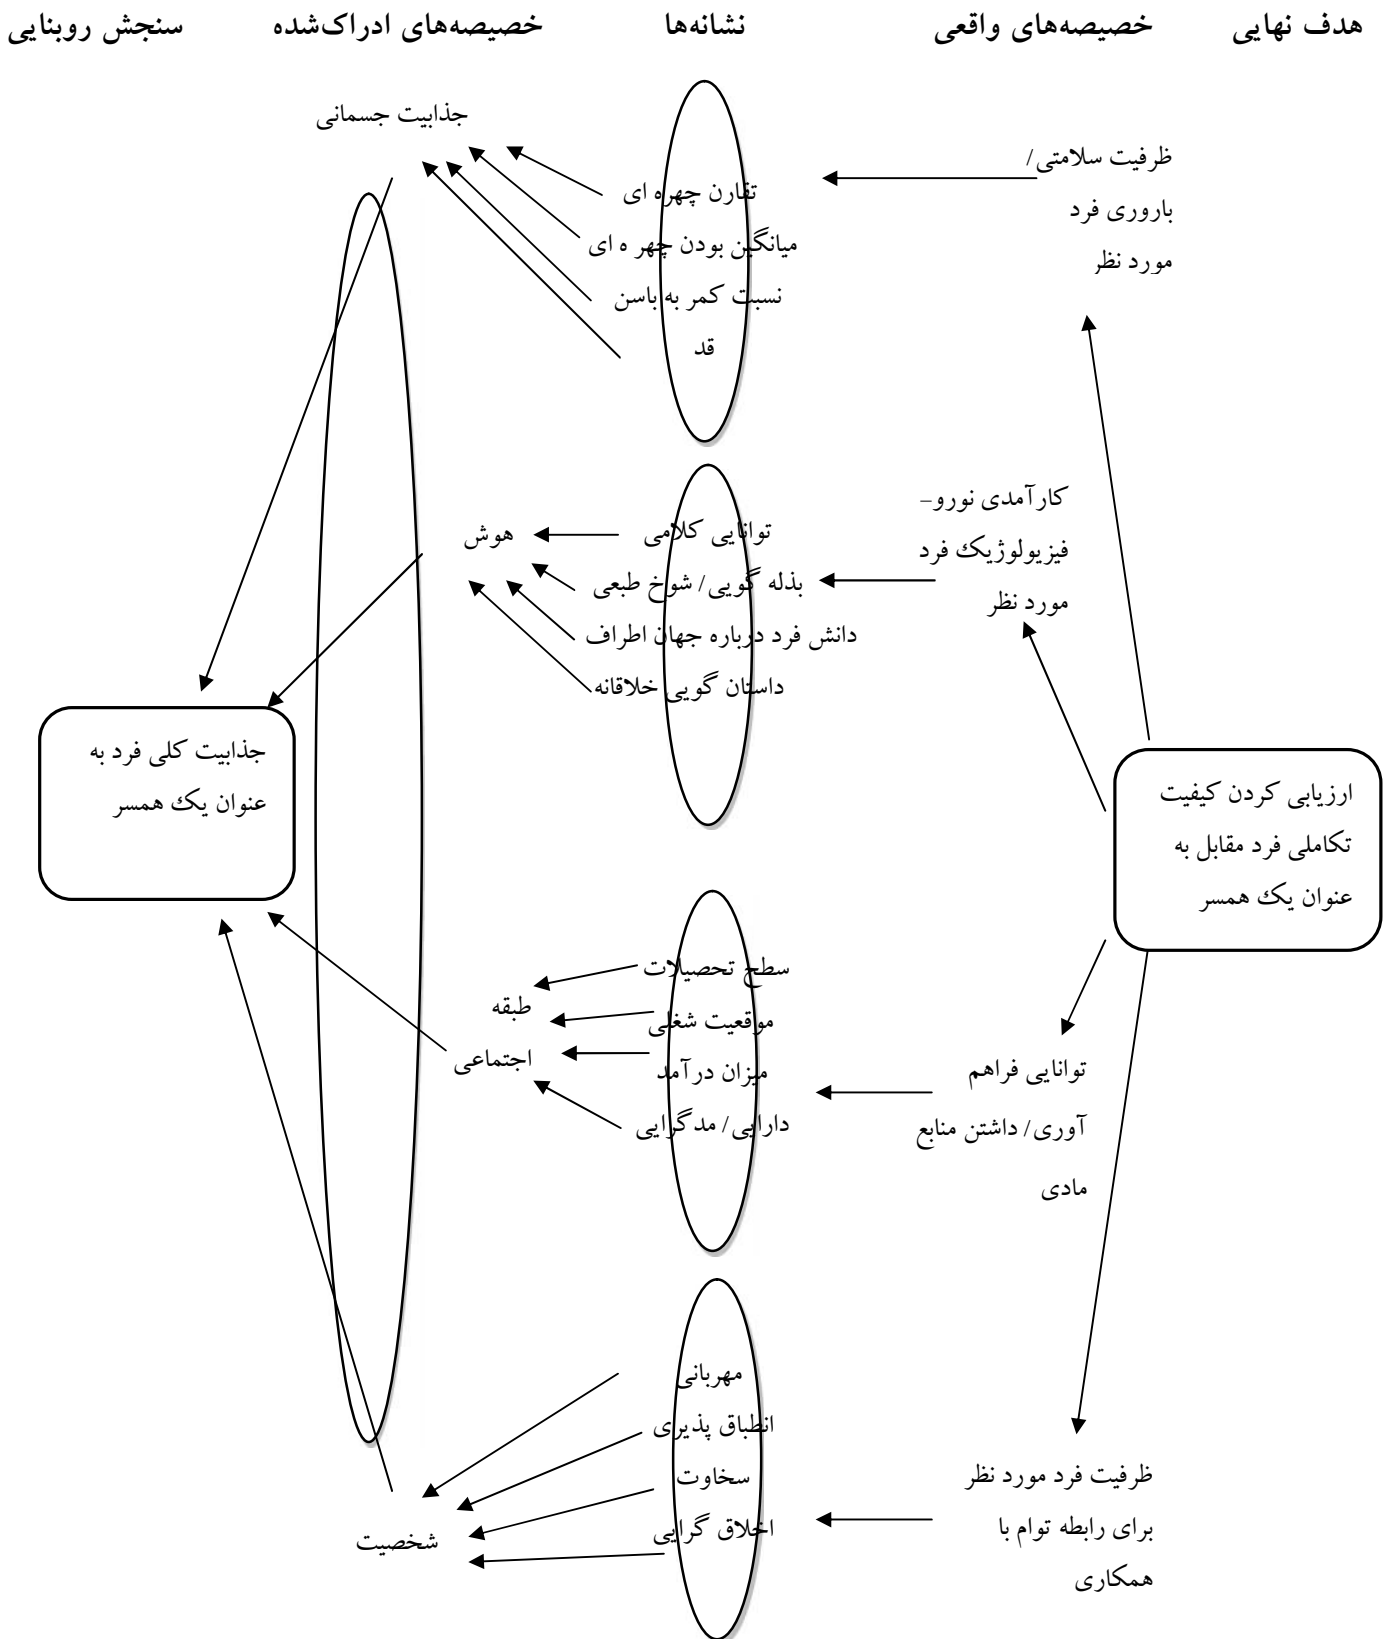 هدف نهایی
خصیصه‌های واقعی
نشانه‌ها
خصیصه‌های ادراک‌شده
سنجش روبنایی
ظرفیت سلامتی/
باروری فرد
مورد نظر
تقارن چهره ای
میانگین بودن چهر ه ای
نسبت کمر به باسن
قد
جذابیت جسمانی
کارآمدی نورو–
فیزیولوژیک فرد
مورد نظر
توانایی کلامی
بذله گویی/ شوخ طبعی
دانش فرد درباره جهان اطراف
داستان گویی خلاقانه
هوش
ارزیابی کردن کیفیت
تکاملی فرد مقابل به
عنوان یک همسر
جذابیت کلی فرد به
عنوان یک همسر
توانایی فراهم
آوری/ داشتن منابع
مادی
سطح تحصیلات
موقعیت شغلی
میزان درآمد
دارایی/ مدگرایی
طبقه
اجتماعی
ظرفیت فرد مورد نظر
برای رابطه توام با
همکاری
مهربانی
انطباق پذیری
سخاوت
اخلاق گرایی
شخصیت